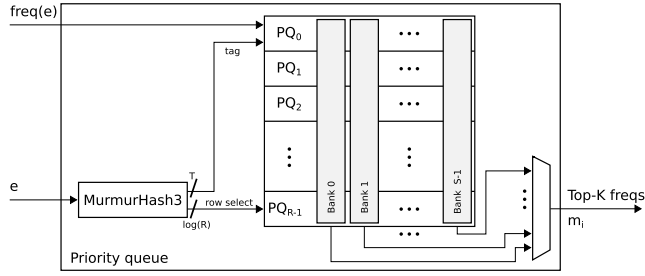 freq(e)
PQ0
tag
PQ1
PQ2
T
Bank 0
Bank 1
Bank S-1
e
MurmurHash3
row select
PQR-1
log(R)
Top-K freqs
mi
Priority queue